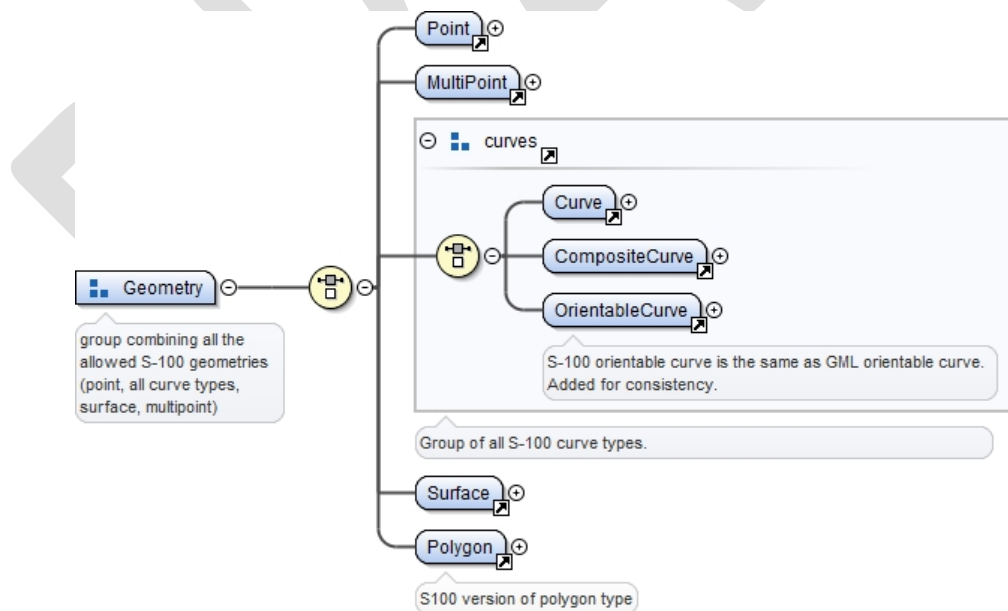 Point
MultiPoint
curves
Curve
CompositeCurve
OrientableCurve
S-100 orientable curve is the same as GML orientable curve.
Added for consistency.
Geometry
group combining all the
allowed S-100 geometries
(point, all curve types,
surface, multipoint)
Group of all S-100 curve types.
Surface
Polygon
S100 version of polygon type